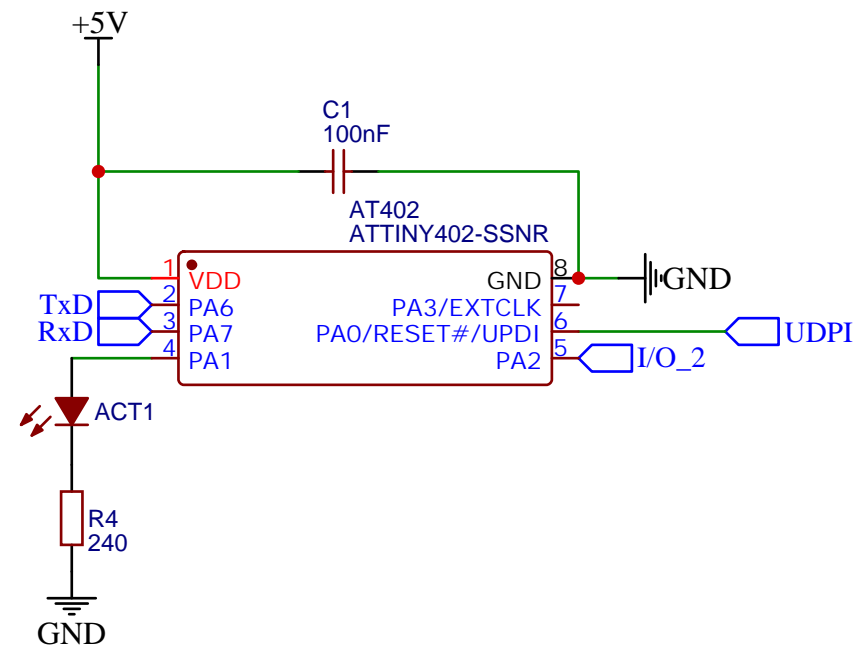 +5V
C1
100nF
AT402
ATTINY402-SSNR
1
VDD
GND
8
GND
TxD
2
PA6
PA3/EXTCLK
7
RxD
3
PA7
PA0/RESET#/UPDI
6
UDPI
4
PA1
PA2
5
I/O_2
ACT1
R4
240
GND